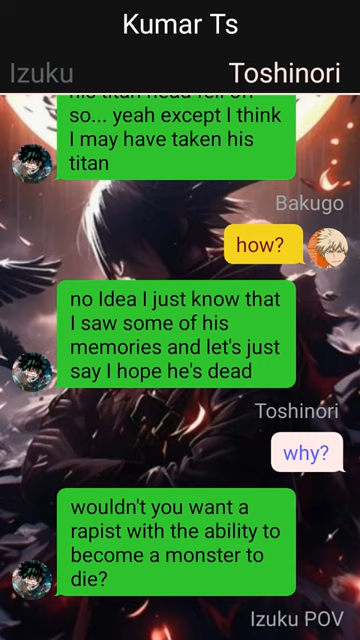 Kumar Ts
Izuku
Toshinori
so... yeah except I think
I may have taken his
titan
Bakugo
how?
no Idea I just know that
I saw some of his
memories and let's just
say I hope he's dead
Toshinori
why?
wouldn't you want a
rapist with the ability to
become a monster to
die?
Izuku POV